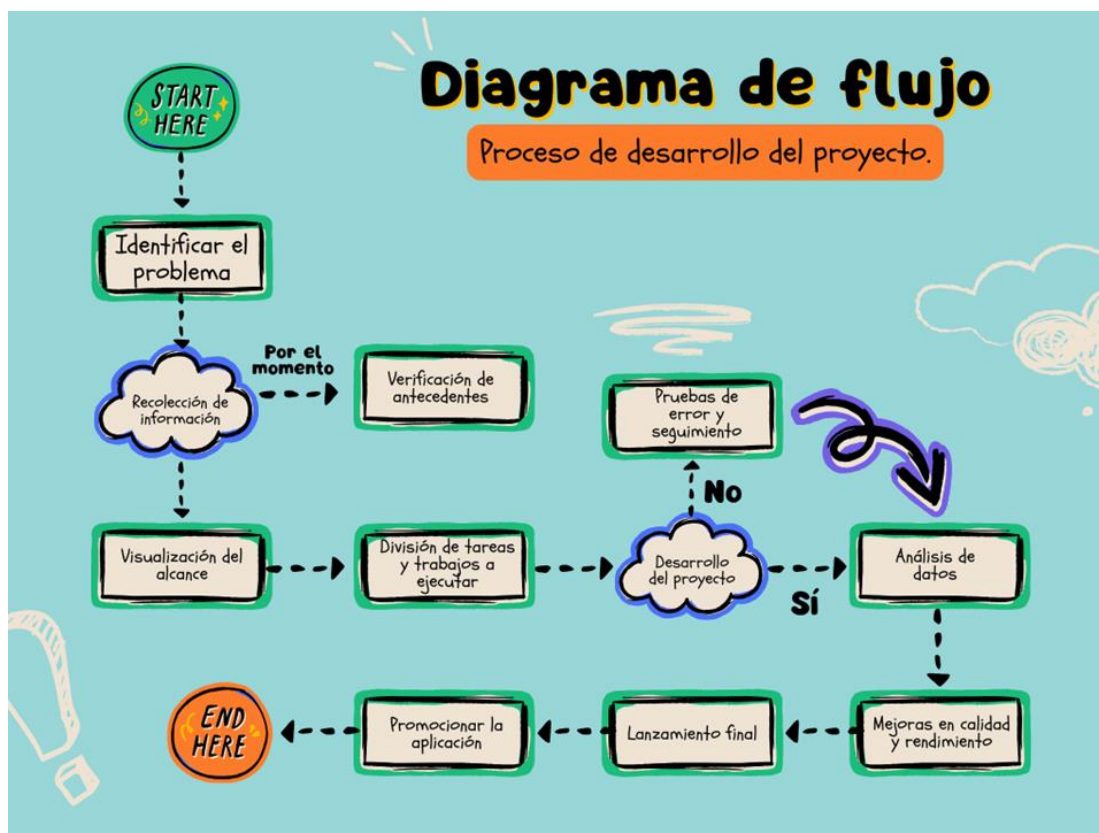 Diagrama de flujo
Proceso de desarrollo del proyecto.
START
HERE
Identificar el
problema
Recolección de
información
Por el
momento
Verificación de
antecedentes
Visualización del
alcance
División de tareas
y trabajos a
ejecutar
Desarrollo
del proyecto
No
Pruebas de
error y
seguimiento
Sí
Análisis de
datos
Mejoras en calidad
y rendimiento
Lanzamiento final
Promocionar la
aplicación
END
HERE